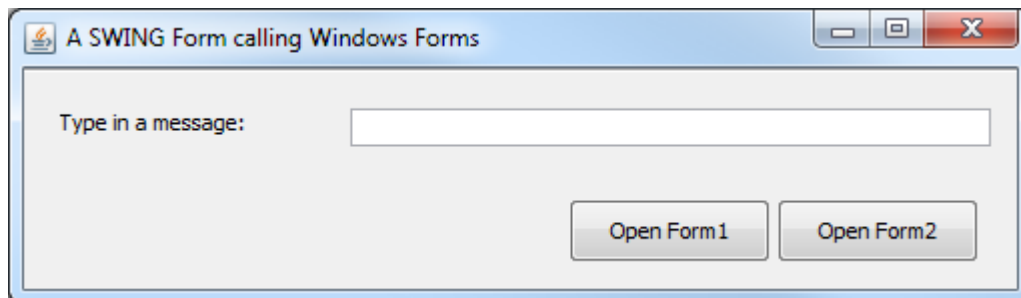 A SWING Form calling Windows Forms
Type in a message:
Open Form1
Open Form2